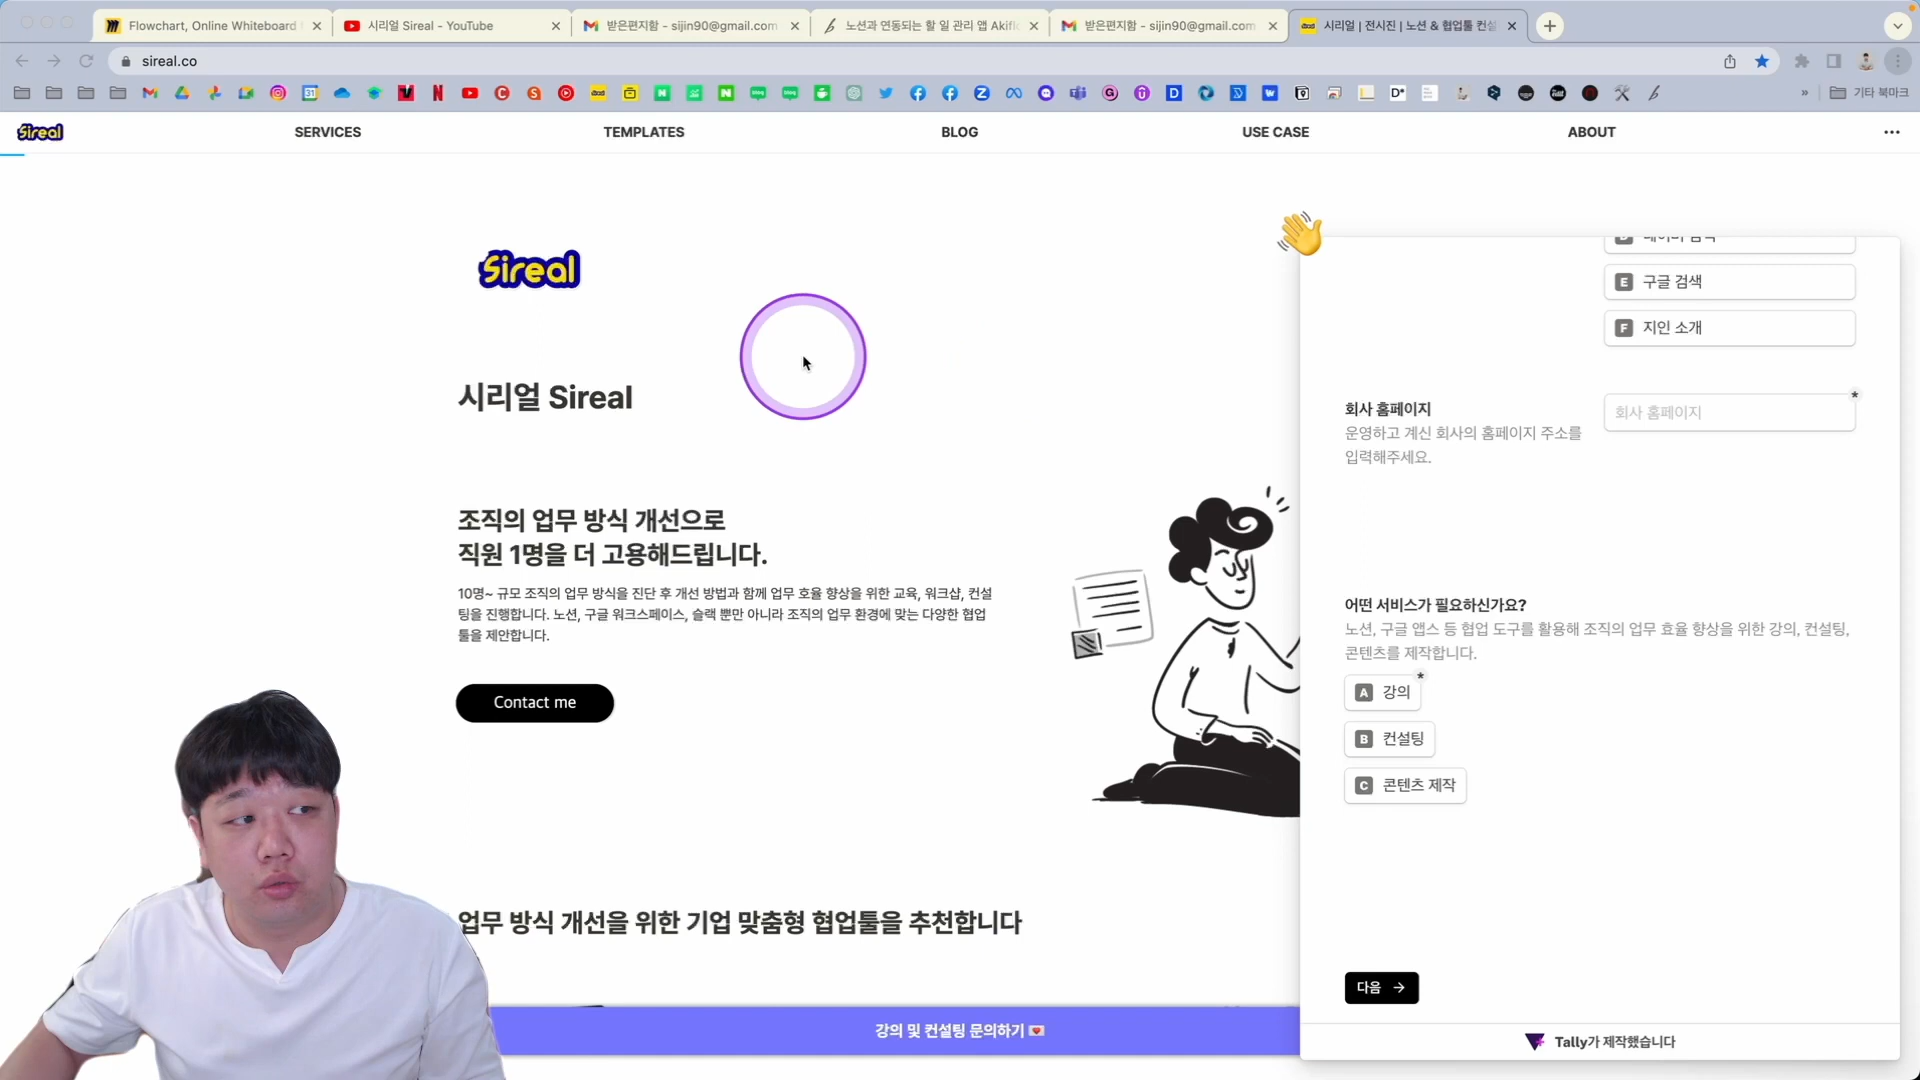 Flowchart, Online Whiteboard
시리얼 Sireal - YouTube
받은편지함 - sijin90@gmail.com
노션과 연동되는 할 일 관리 앱 Akiflo
받은편지함 - sijin90@gmail.com
시리얼 | 전시진 | 노션 & 협업툴 컨설
sireal.co
기타 북마크
Sireal
SERVICES
TEMPLATES
BLOG
USE CASE
ABOUT
Sireal
시리얼 Sireal
조직의 업무 방식 개선으로
직원 1명을 더 고용해드립니다.
10명~ 규모 조직의 업무 방식을 진단 후 개선 방법과 함께 업무 효율 향상을 위한 교육, 워크샵, 컨설
팅을 진행합니다. 노션, 구글 워크스페이스, 슬랙 뿐만 아니라 조직의 업무 환경에 맞는 다양한 협업
툴을 제안합니다.
Contact me
업무 방식 개선을 위한 기업 맞춤형 협업툴을 추천합니다
강의 및 컨설팅 문의하기 💌
E 구글 검색
F 지인 소개
회사 홈페이지
운영하고 계신 회사의 홈페이지 주소를
입력해주세요.
회사 홈페이지 *
어떤 서비스가 필요하신가요?
노션, 구글 앱스 등 협업 도구를 활용해 조직의 업무 효율 향상을 위한 강의, 컨설팅,
콘텐츠를 제작합니다.
A 강의 *
B 컨설팅
C 콘텐츠 제작
다음 →
Tally가 제작했습니다